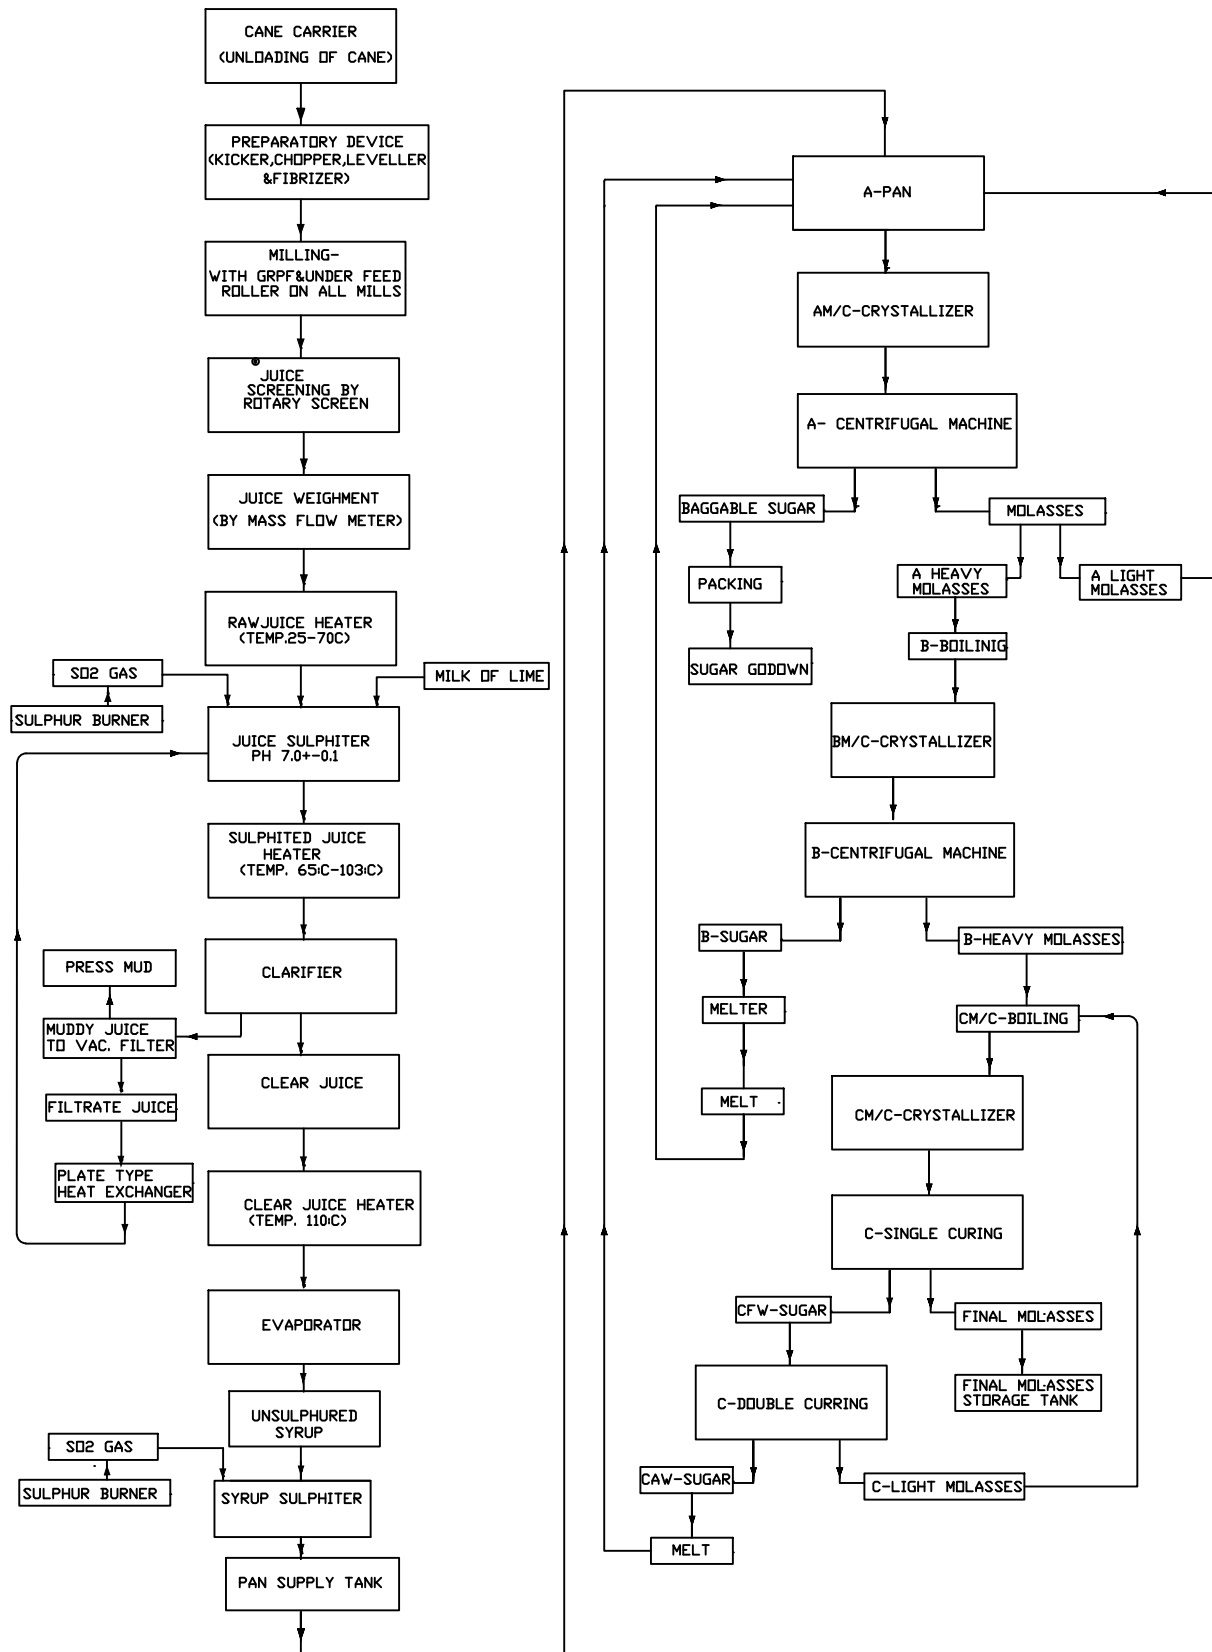 CANE CARRIER
(UNLOADING OF CANE)
PREPARATORY DEVICE
(KICKER,CHOPPER,LEVELLER
&FIBRIZER)
MILLING-
WITH GRPF&UNDER FEED
ROLLER ON ALL MILLS
JUICE
SCREENING BY
ROTARY SCREEN
JUICE WEIGHMENT
(BY MASS FLOW METER)
RAWJUICE HEATER
(TEMP.25-70C)
SO2 GAS
MILK OF LIME
SULPHUR BURNER
JUICE SULPHITER
PH 7.0+-0.1
SULPHITED JUICE
HEATER
(TEMP. 65:C-103:C)
CLARIFIER
PRESS MUD
MUDDY JUICE
TO VAC. FILTER
CLEAR JUICE
FILTRATE JUICE
PLATE TYPE
HEAT EXCHANGER
CLEAR JUICE HEATER
(TEMP. 110:C)
EVAPORATOR
UNSULPHURED
SYRUP
SO2 GAS
SULPHUR BURNER
SYRUP SULPHITER
PAN SUPPLY TANK
A-PAN
AM/C-CRYSTALLIZER
A- CENTRIFUGAL MACHINE
BAGGABLE SUGAR
MOLASSES
PACKING
A HEAVY
MOLASSES
A LIGHT
MOLASSES
SUGAR GODOWN
B-BOILINIG
BM/C-CRYSTALLIZER
B-CENTRIFUGAL MACHINE
B-SUGAR
B-HEAVY MOLASSES
MELTER
CM/C-BOILING
MELT
CM/C-CRYSTALLIZER
C-SINGLE CURING
CFW-SUGAR
FINAL MOLASSES
C-DOUBLE CURRING
FINAL MOLASSES
STORAGE TANK
CAW-SUGAR
C-LIGHT MOLASSES
MELT